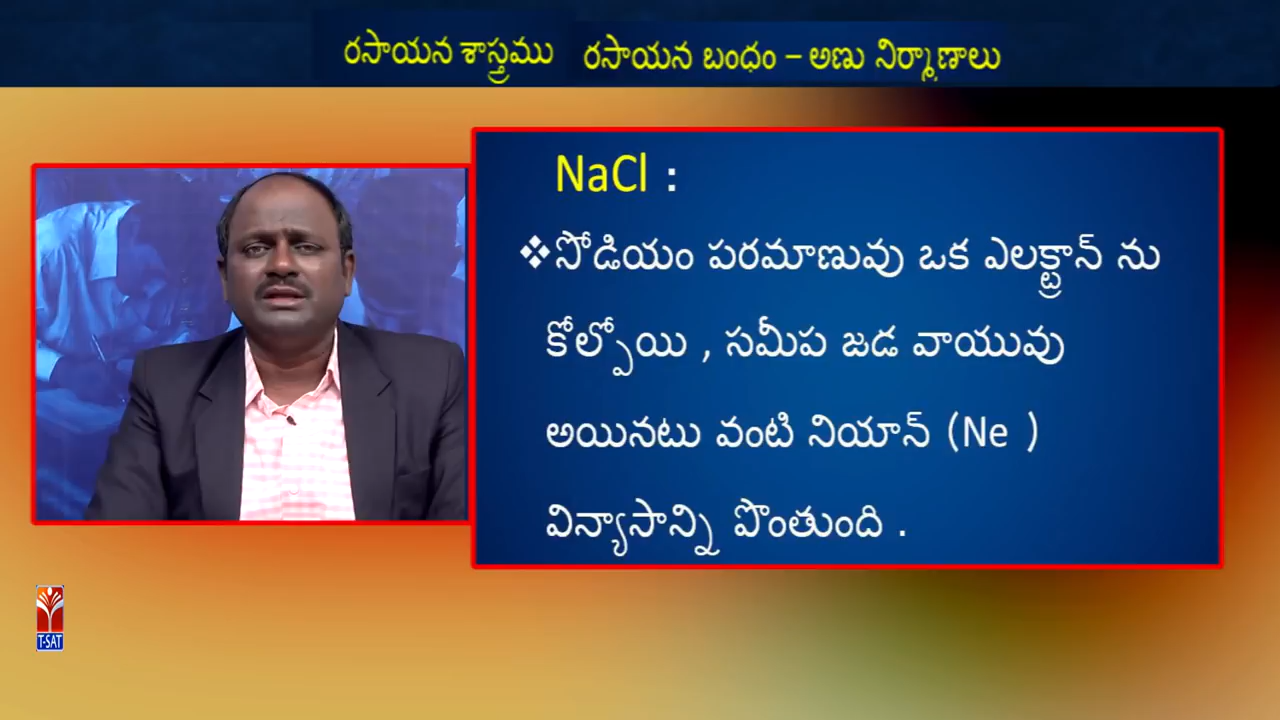 రసాయన శాస్త్రము రసాయన బంధం – అణు నిర్మాణాలు
NaCl :
❖సోడియం పరమాణువు ఒక ఎలక్ట్రాన్ ను
కోల్పోయి , సమీప జడ వాయువు
అయినటు వంటి నియాన్ (Ne )
విన్యాసాన్ని పొంతుంది .
T-SAT